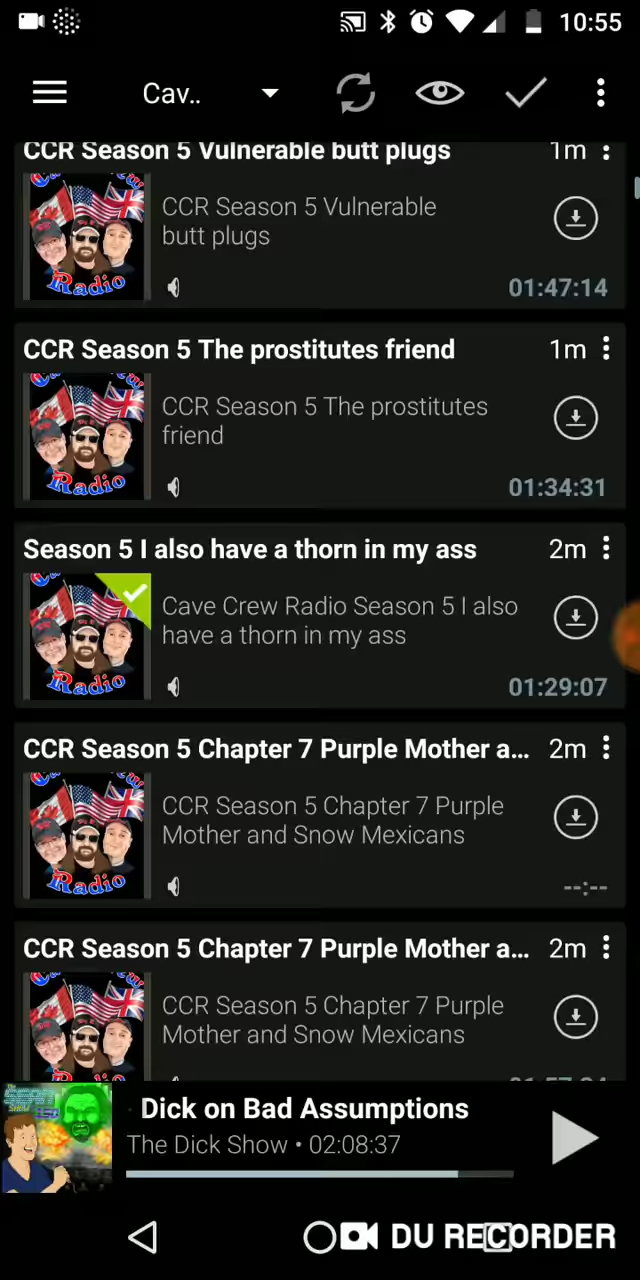 10:55
Cav..
CCR Season 5 Vulnerable butt plugs 1m
CCR Season 5 Vulnerable
butt plugs
Radio
01:47:14
CCR Season 5 The prostitutes friend 1m
CCR Season 5 The prostitutes
friend
Radio
01:34:31
Season 5 I also have a thorn in my ass 2m
Cave Crew Radio Season 5 I also
have a thorn in my ass
Radio
01:29:07
CCR Season 5 Chapter 7 Purple Mother a... 2m
CCR Season 5 Chapter 7 Purple
Mother and Snow Mexicans
Radio
--:--
CCR Season 5 Chapter 7 Purple Mother a... 2m
CCR Season 5 Chapter 7 Purple
Mother and Snow Mexicans
Dick on Bad Assumptions
The Dick Show • 02:08:37
DU RECORDER